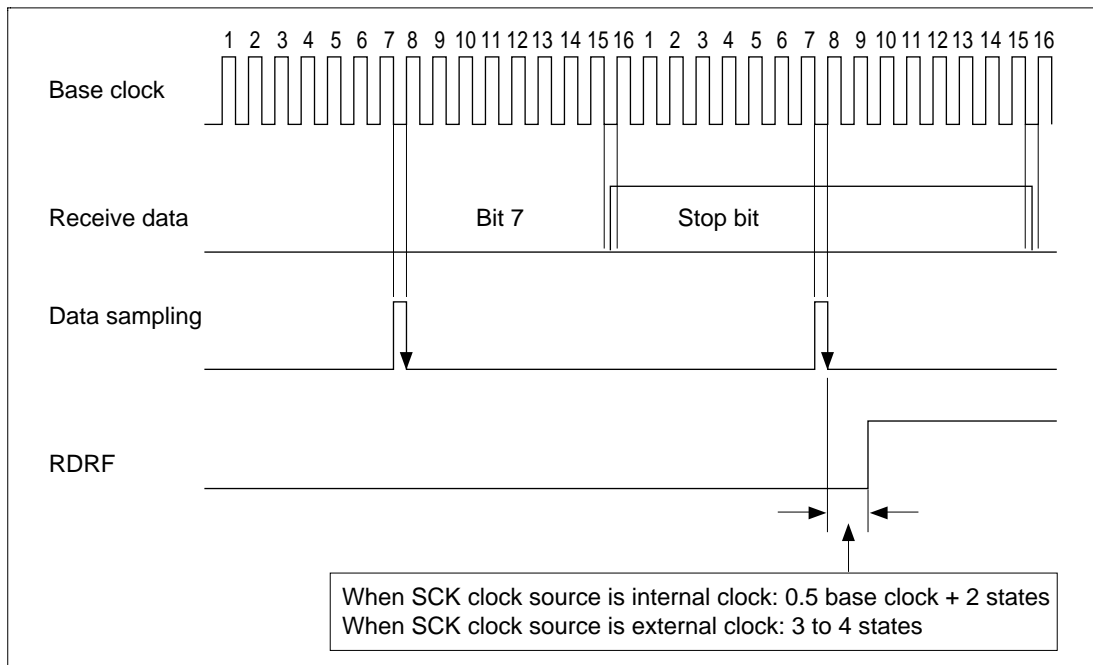 1 2 3 4 5 6 7 8 9 10 11 12 13 14 15 16 1 2 3 4 5 6 7 8 9 10 11 12 13 14 15 16
Base clock
Receive data
Bit 7
Stop bit
Data sampling
RDRF
When SCK clock source is internal clock: 0.5 base clock + 2 states
When SCK clock source is external clock: 3 to 4 states